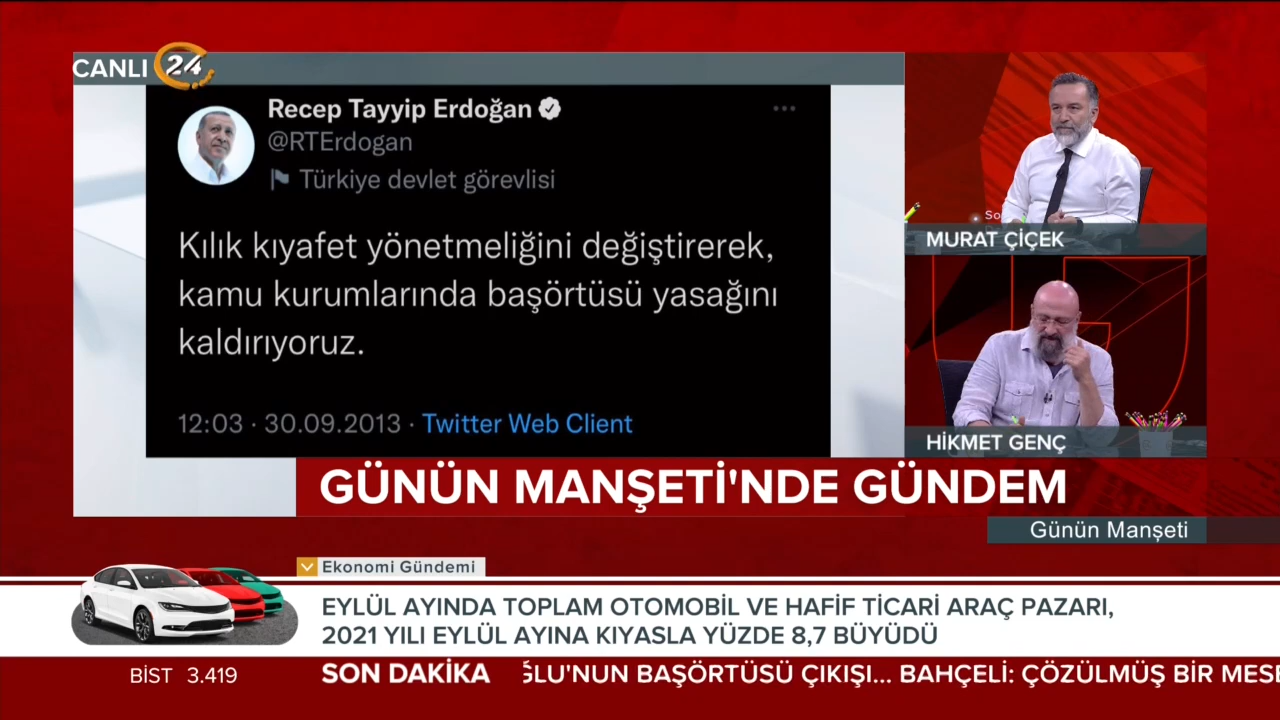 CANLI 24
Recep Tayyip Erdoğan
@RTErdogan
Türkiye devlet görevlisi
Kılık kıyafet yönetmeliğini değiştirerek,
kamu kurumlarında başörtüsü yasağını
kaldırıyoruz.
12:03 · 30.09.2013 · Twitter Web Client
MURAT ÇİÇEK
HİKMET GENÇ
GÜNÜN MANŞETİ'NDE GÜNDEM
Günün Manşeti
Ekonomi Gündemi
EYLÜL AYINDA TOPLAM OTOMOBİL VE HAFİF TİCARİ ARAÇ PAZARI,
2021 YILI EYLÜL AYINA KIYASLA YÜZDE 8,7 BÜYÜDÜ
BİST 3.419
SON DAKİKA
ĞLU'NUN BAŞÖRTÜSÜ ÇIKIŞI... BAHÇELİ: ÇÖZÜLMÜŞ BİR MESE